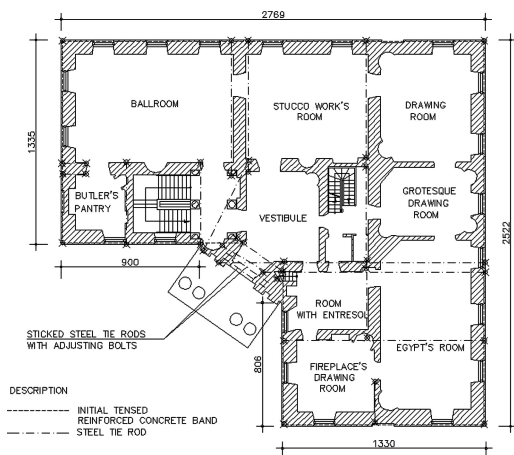 2769
BALLROOM
STUCCO WORK'S
ROOM
DRAWING
ROOM
1335
BUTLER'S
PANTRY
VESTIBULE
GROTESQUE
DRAWING
ROOM
2522
900
ROOM
WITH ENTRESOL
STICKED STEEL TIE RODS
WITH ADJUSTING BOLTS
806
EGYPT'S ROOM
FIREPLACE'S
DRAWING
ROOM
DESCRIPTION
INITIAL TENSED
REINFORCED CONCRETE BAND
STEEL TIE ROD
1330